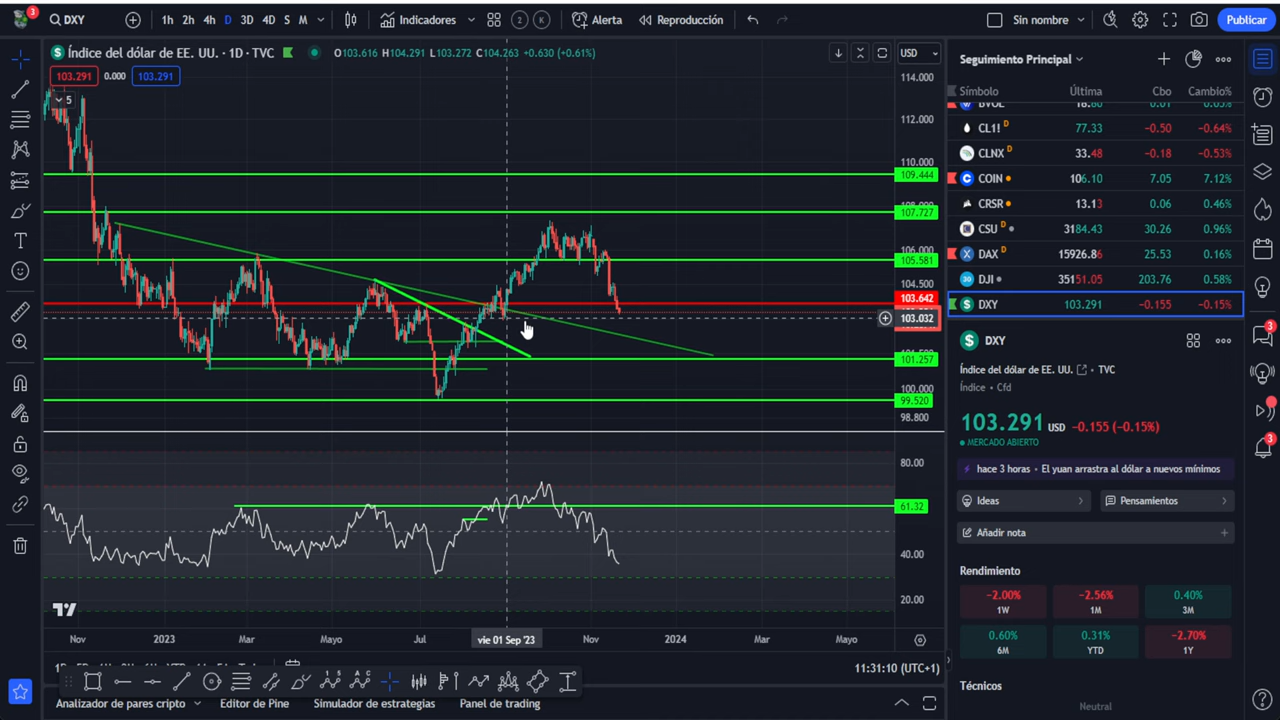 3
DXY
1h 2h 4h D 3D 4D S M
Indicadores
2 K
Alerta
Reproducción
Sin nombre
Publicar
Índice del dólar de EE. UU. · 1D · TVC
O103.616 H104.291 L103.272 C104.263 +0.630 (+0.61%)
USD
103.291 0.000 103.291
5
114.000
112.000
110.000
109.444
107.727
106.000
105.581
104.500
103.642
103.032
101.257
100.000
99.520
98.800
80.00
61.32
40.00
20.00
Nov 2023 Mar Mayo Jul vie 01 Sep '23 Nov 2024 Mar Mayo
11:31:10 (UTC+1)
Analizador de pares cripto
Editor de Pine
Simulador de estrategias
Panel de trading
Seguimiento Principal
Símbolo Última Cbo Cambio%
BVOL
CL1! D 77.33 −0.50 −0.64%
CLNX D 33.48 −0.18 −0.53%
COIN 106.10 7.05 7.12%
CRSR 13.13 0.06 0.46%
CSU D 3184.43 30.26 0.96%
DAX D 15926.86 25.53 0.16%
DJI 35151.05 203.76 0.58%
DXY 103.291 −0.155 −0.15%
DXY
Índice del dólar de EE. UU. · TVC
Índice · Cfd
103.291 USD −0.155 (−0.15%)
MERCADO ABIERTO
hace 3 horas • El yuan arrastra al dólar a nuevos mínimos
Ideas
Pensamientos
Añade nota
Rendimiento
−2.00% −2.56% 0.40%
1W 1M 3M
0.60% 0.31% −2.70%
6M YTD 1Y
Técnicos
Neutral
3
3